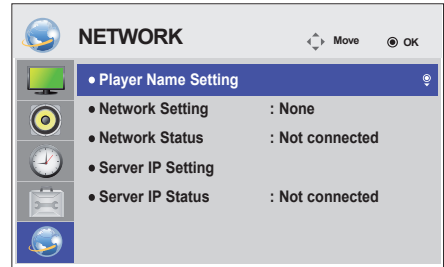 NETWORK Move OK
● Player Name Setting
● Network Setting : None
● Network Status : Not connected
● Server IP Setting
● Server IP Status : Not connected